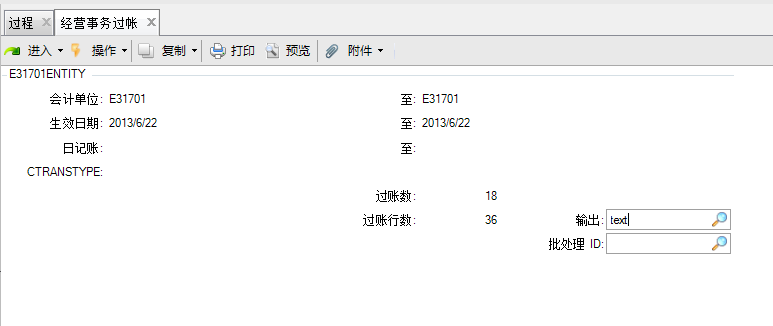 过程 经营事务过帐
进入 操作 复制 打印 预览 附件
E31701ENTITY
会计单位: E31701 至: E31701
生效日期: 2013/6/22 至: 2013/6/22
日记账: 至:
CTRANSTYPE:
过账数: 18
过账行数: 36 输出: text
批处理 ID: